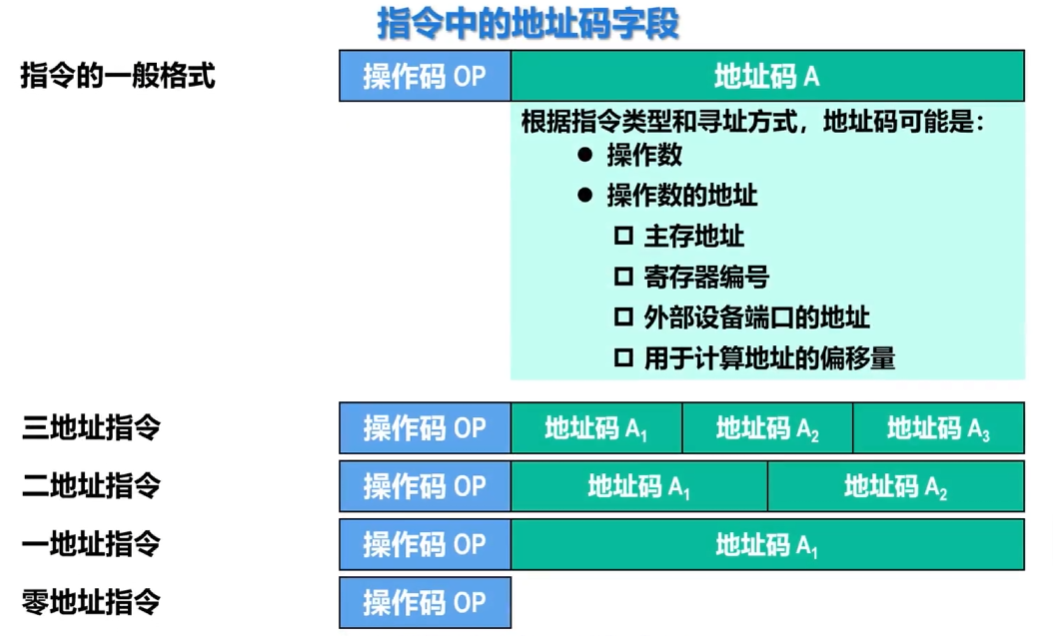 指令中的地址码字段
指令的一般格式 操作码 OP 地址码 A
根据指令类型和寻址方式，地址码可能是：
● 操作数
● 操作数的地址
□ 主存地址
□ 寄存器编号
□ 外部设备端口的地址
□ 用于计算地址的偏移量
三地址指令 操作码 OP 地址码 A₁ 地址码 A₂ 地址码 A₃
二地址指令 操作码 OP 地址码 A₁ 地址码 A₂
一地址指令 操作码 OP 地址码 A₁
零地址指令 操作码 OP